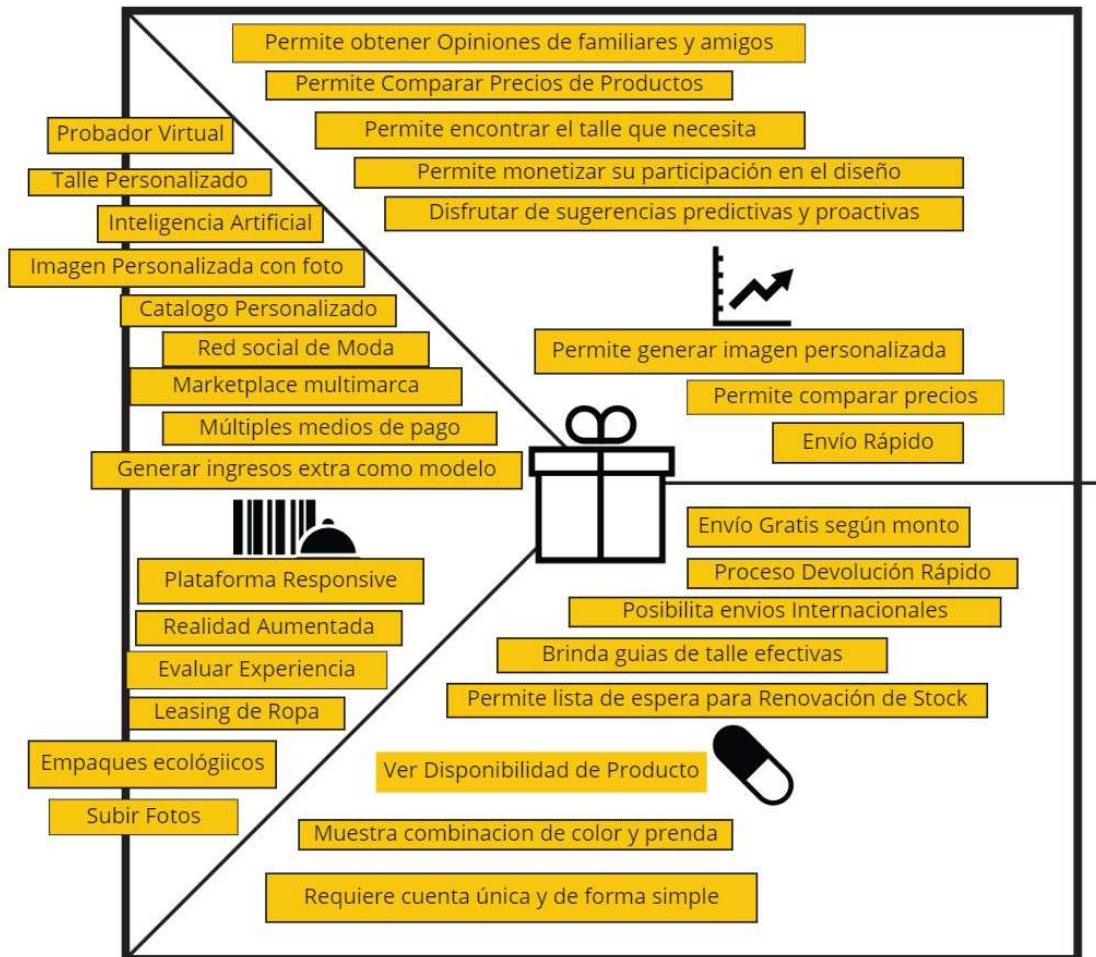 Permite obtener Opiniones de familiares y amigos
Permite Comparar Precios de Productos
Permite encontrar el talle que necesita
Permite monetizar su participación en el diseño
Disfrutar de sugerencias predictivas y proactivas
Permite generar imagen personalizada
Permite comparar precios
Envío Rápido
Probador Virtual
Talle Personalizado
Inteligencia Artificial
Imagen Personalizada con foto
Catalogo Personalizado
Red social de Moda
Marketplace multimarca
Múltiples medios de pago
Generar ingresos extra como modelo
Plataforma Responsive
Realidad Aumentada
Evaluar Experiencia
Leasing de Ropa
Empaques ecológiicos
Subir Fotos
Envío Gratis según monto
Proceso Devolución Rápido
Posibilita envios Internacionales
Brinda guias de talle efectivas
Permite lista de espera para Renovación de Stock
Ver Disponibilidad de Producto
Muestra combinacion de color y prenda
Requiere cuenta única y de forma simple